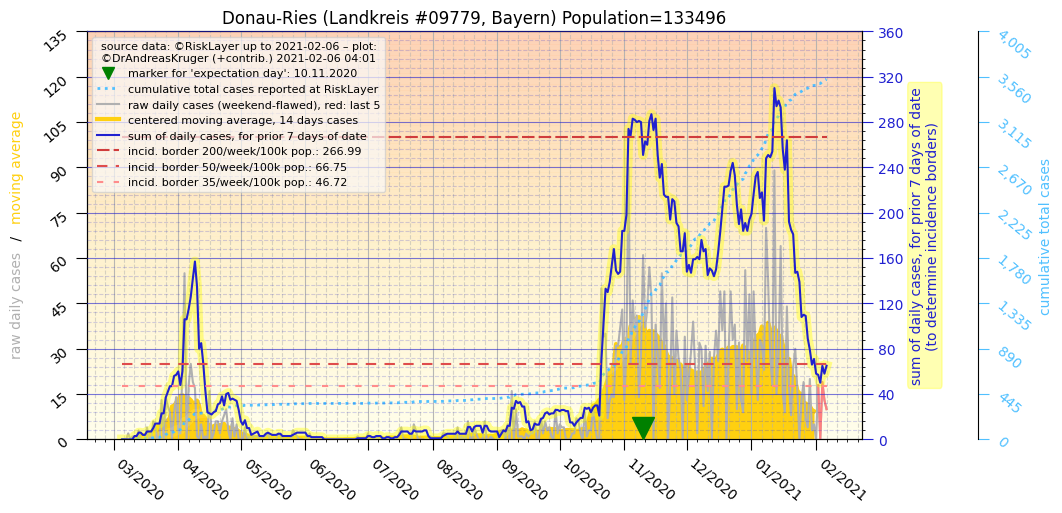 Donau-Ries (Landkreis #09779, Bayern) Population=133496
source data: ©RiskLayer up to 2021-02-06 – plot:
©DrAndreasKruger (+contrib.) 2021-02-06 04:01
marker for 'expectation day': 10.11.2020
cumulative total cases reported at RiskLayer
raw daily cases (weekend-flawed), red: last 5
centered moving average, 14 days cases
sum of daily cases, for prior 7 days of date
incid. border 200/week/100k pop.: 266.99
incid. border 50/week/100k pop.: 66.75
incid. border 35/week/100k pop.: 46.72
raw daily cases / moving average
135
120
105
90
75
60
45
30
15
0
03/2020
04/2020
05/2020
06/2020
07/2020
08/2020
09/2020
10/2020
11/2020
12/2020
01/2021
02/2021
360
320
280
240
200
160
120
80
40
0
sum of daily cases, for prior 7 days of date
(to determine incidence borders)
4,005
3,560
3,115
2,670
2,225
1,780
1,335
890
445
0
cumulative total cases